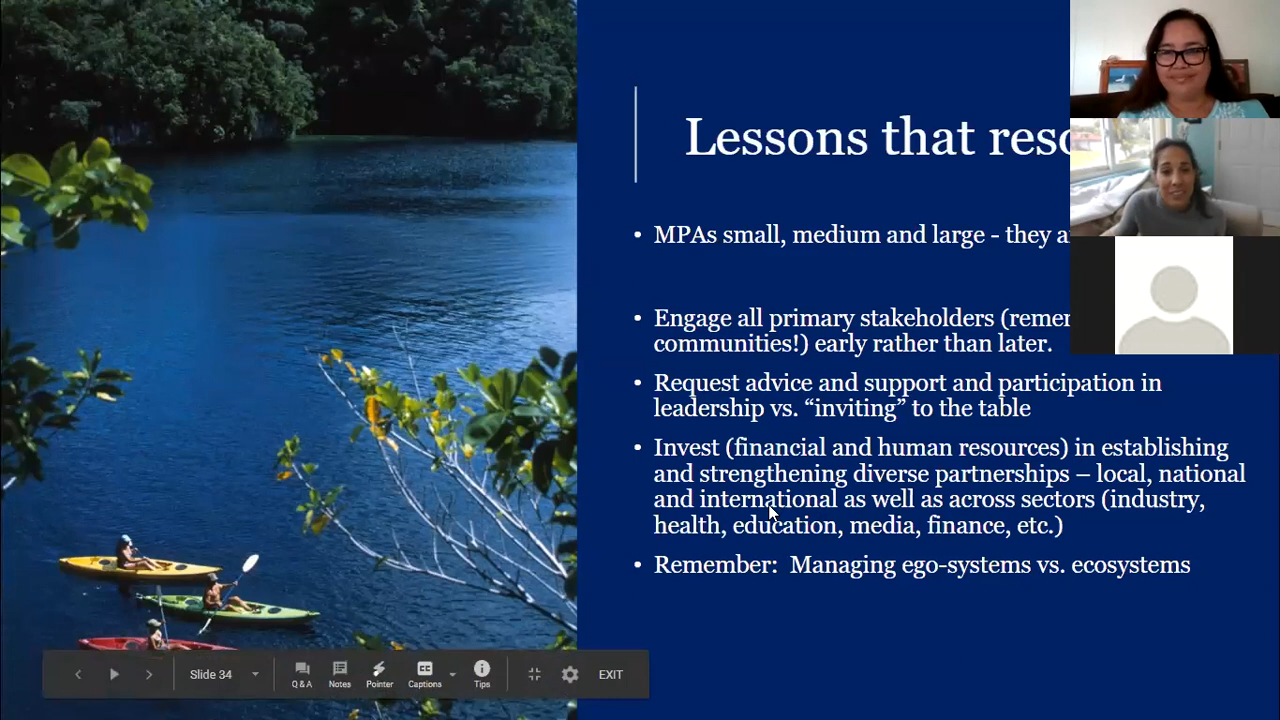 Lessons that
MPAs small, medium and large - they
Engage all primary stakeholders
communities!) early rather than later.
Request advice and support and participation in
leadership vs. “inviting” to the table
Invest (financial and human resources) in establishing
and strengthening diverse partnerships – local, national
and international as well as across sectors (industry,
health, education, media, finance, etc.)
Remember: Managing ego-systems vs. ecosystems
Slide 34
Q & A
Notes
Pointer
Captions
Tips
EXIT